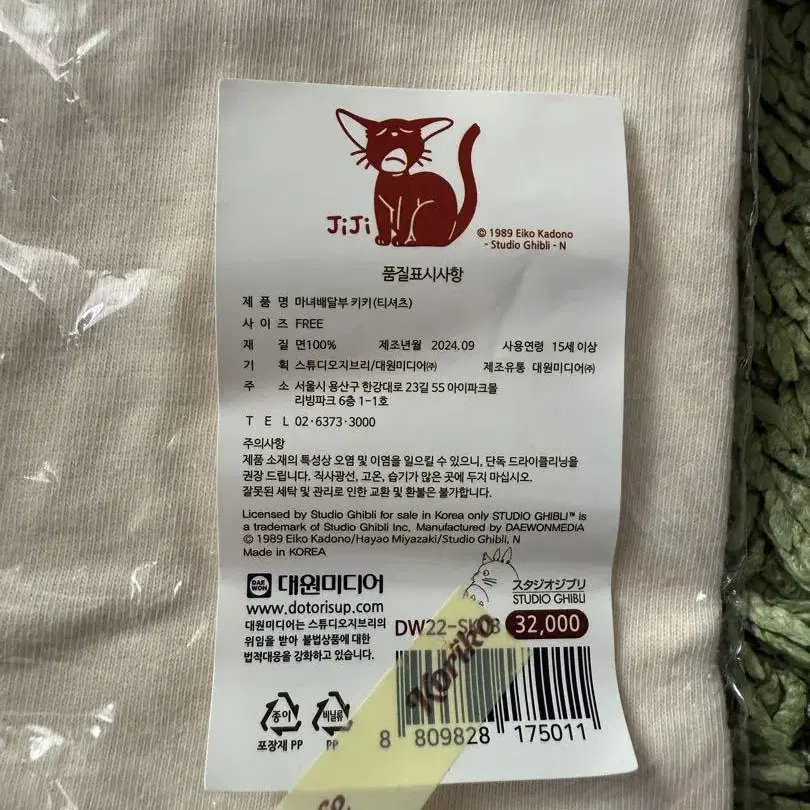 JiJi
© 1989 Eiko Kadono
- Studio Ghibli - N
품질표시사항
제 품 명 마녀배달부 키키(티셔츠)
사 이 즈 FREE
재 질 면100% 제조년월 2024.09 사용연령 15세 이상
기 획 스튜디오지브리/대원미디어㈜ 제조유통 대원미디어㈜
주 소 서울시 용산구 한강대로 23길 55 아이파크몰
리빙파크 6층 1-1호
T E L 02·6373·3000
주의사항
제품 소재의 특성상 오염 및 이염을 일으킬 수 있으니, 단독 드라이클리닝을
권장 드립니다. 직사광선, 고온, 습기가 많은 곳에 두지 마십시오.
잘못된 세탁 및 관리로 인한 교환 및 환불은 불가합니다.
Licensed by Studio Ghibli for sale in Korea only STUDIO GHIBLI™ is
a trademark of Studio Ghibli Inc. Manufactured by DAEWONMEDIA
© 1989 Eiko Kadono/Hayao Miyazaki/Studio Ghibli, N
Made in KOREA
DAE WON 대원미디어
www.dotorisup.com
대원미디어는 스튜디오지브리의
위임을 받아 불법상품에 대한
법적대응을 강화하고 있습니다.
スタジオジブリ
STUDIO GHIBLI
32,000
Koriko
종이
비닐류
포장재 PP
PP
8 809828 175011
co.